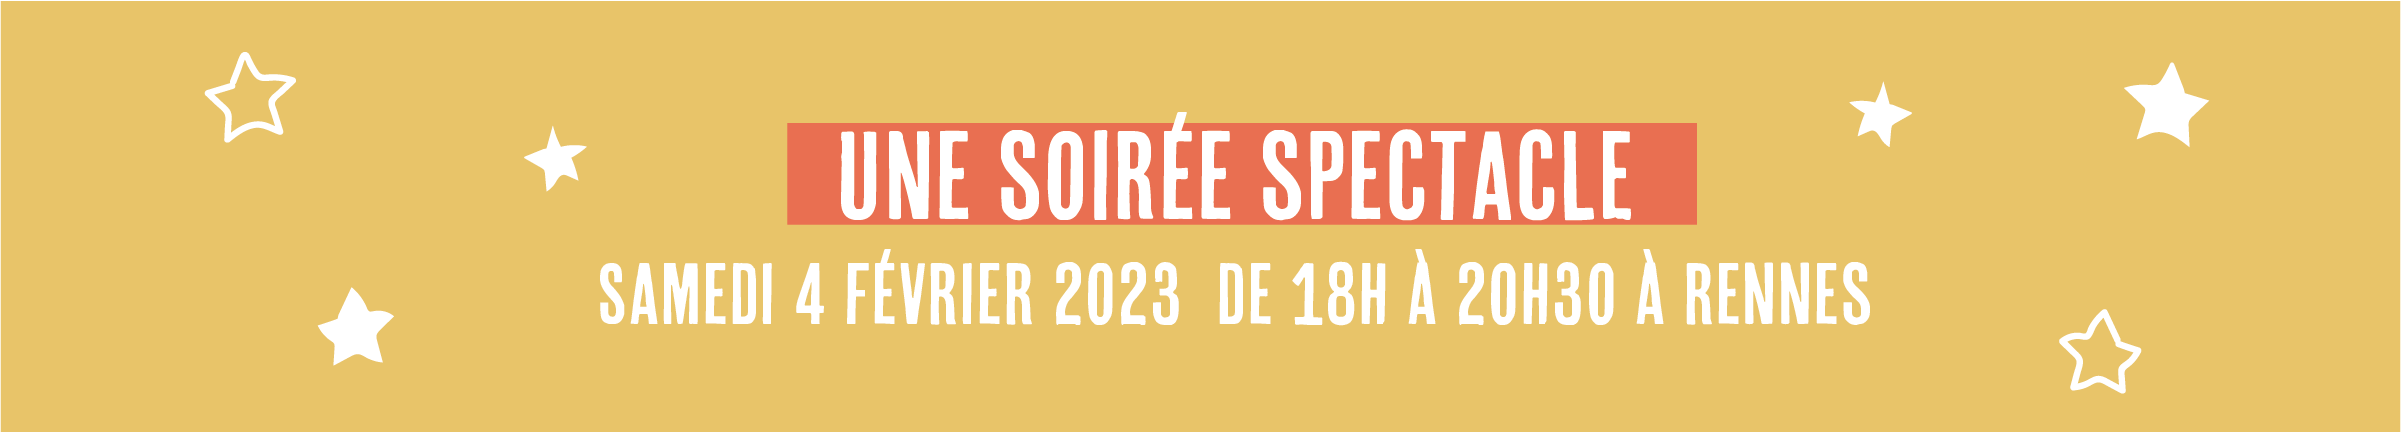 UNE SOIRÉE SPECTACLE
SAMEDI 4 FÉVRIER 2023 DE 18H À 20H30 À RENNES